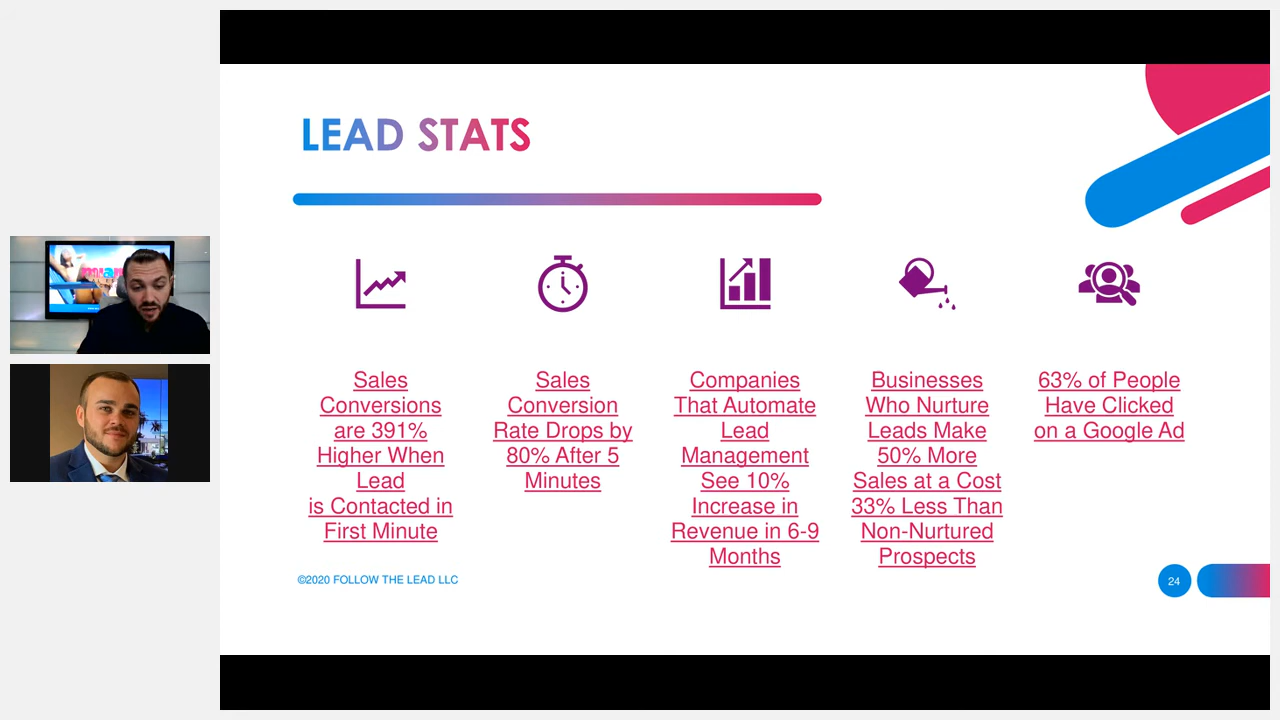 LEAD STATS
Sales
Conversions
are 391%
Higher When
Lead
is Contacted in
First Minute
Sales
Conversion
Rate Drops by
80% After 5
Minutes
Companies
That Automate
Lead
Management
See 10%
Increase in
Revenue in 6-9
Months
Businesses
Who Nurture
Leads Make
50% More
Sales at a Cost
33% Less Than
Non-Nurtured
Prospects
63% of People
Have Clicked
on a Google Ad
©2020 FOLLOW THE LEAD LLC
24